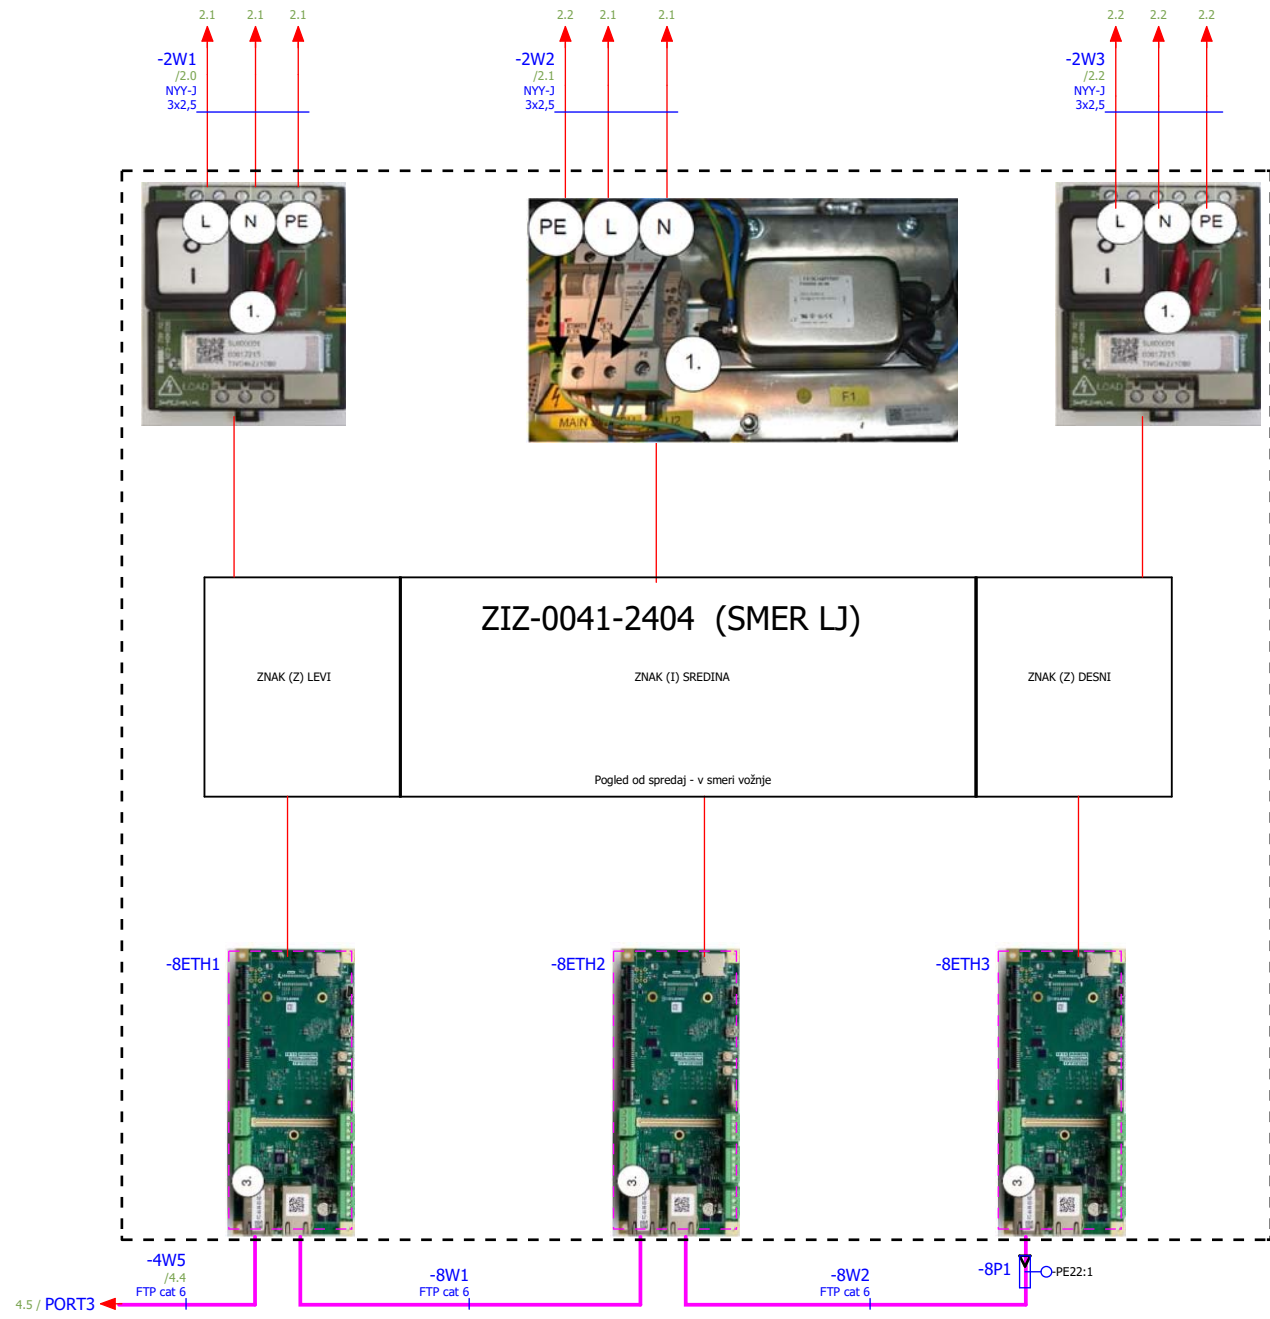 2.1 2.1 2.1
2.2 2.1 2.1
2.2 2.2 2.2
-2W1
/2.0
NYY-J
3x2,5
-2W2
/2.1
NYY-J
3x2,5
-2W3
/2.2
NYY-J
3x2,5
L N PE
O
I
1.
LOAD
PE L N
1.
F1
MAIN
L N PE
O
I
1.
LOAD
ZIZ-0041-2404 (SMER LJ)
ZNAK (Z) LEVI
ZNAK (I) SREDINA
ZNAK (Z) DESNI
Pogled od spredaj - v smeri vožnje
-8ETH1
-8ETH2
-8ETH3
3.
3.
3.
-4W5
/4.4
FTP cat 6
4.5 / PORT3
-8W1
FTP cat 6
-8W2
FTP cat 6
-8P1
-PE22:1